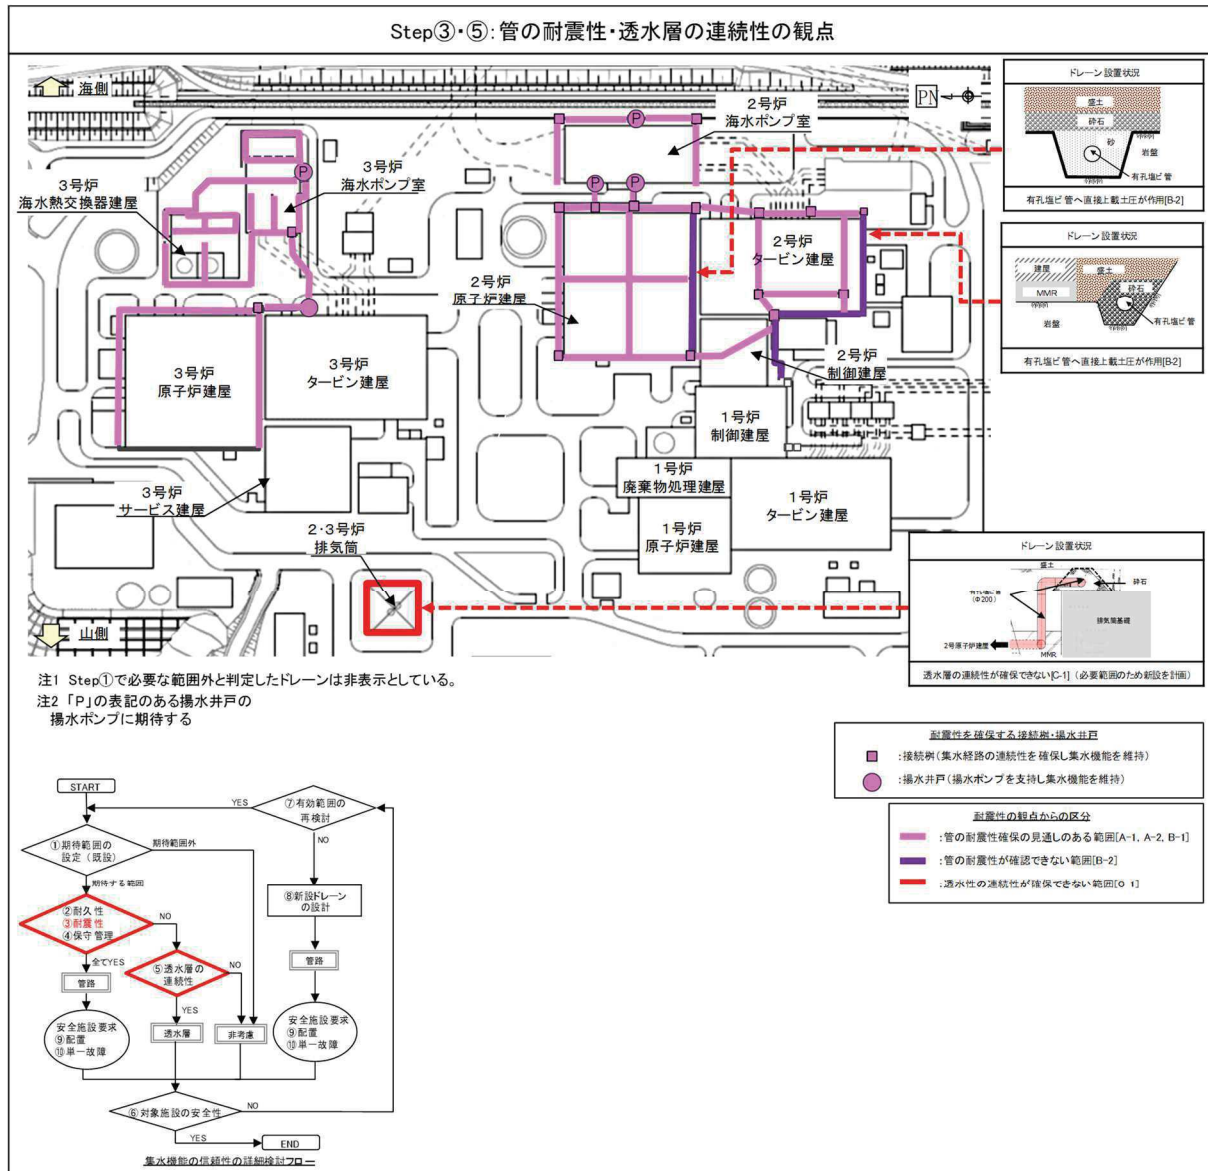 Step③・⑤：管の耐震性・透水層の連続性の観点
海側
PN
P
P
P
P
2号炉
海水ポンプ室
3号炉
海水ポンプ室
3号炉
海水熱交換器建屋
2号炉
タービン建屋
2号炉
原子炉建屋
2号炉
制御建屋
3号炉
原子炉建屋
3号炉
タービン建屋
1号炉
制御建屋
1号炉
廃棄物処理建屋
1号炉
タービン建屋
1号炉
原子炉建屋
3号炉
サービス建屋
2・3号炉
排気筒
山側
ドレーン設置状況
盛土
砕石
砂
岩盤
有孔塩ビ管
有孔塩ビ管へ直接上載土圧が作用[B-2]
ドレーン設置状況
建屋
盛土
砕石
MMR
岩盤
有孔塩ビ管
有孔塩ビ管へ直接上載土圧が作用[B-2]
ドレーン設置状況
盛土
砕石
(Φ200)
排気筒基礎
2号原子炉建屋
MMR
透水層の連続性が確保できない[C-1]（必要範囲のため新設を計画）
注1 Step①で必要な範囲外と判定したドレーンは非表示としている。
注2 「P」の表記のある揚水井戸の
揚水ポンプに期待する
耐震性を確保する接続桝・揚水井戸
：接続桝(集水経路の連続性を確保し集水機能を維持)
：揚水井戸(揚水ポンプを支持し集水機能を維持)
耐震性の観点からの区分
：管の耐震性確保の見通しのある範囲[A-1, A-2, B-1]
：管の耐震性が確認できない範囲[B-2]
：透水性の連続性が確保できない範囲
START
YES
⑦有効範囲の
再検討
NO
①期待範囲の
設定（既設）
期待範囲外
期待する範囲
②耐久性
③耐震性
④保守管理
NO
全てYES
⑧新設ドレーン
の設計
⑤透水層の
連続性
NO
YES
管路
管路
安全施設要求
⑨配置
⑩単一故障
透水層
非考慮
安全施設要求
⑨配置
⑩単一故障
⑥対象施設の安全性
NO
YES
END
集水機能の信頼性の詳細検討フロー